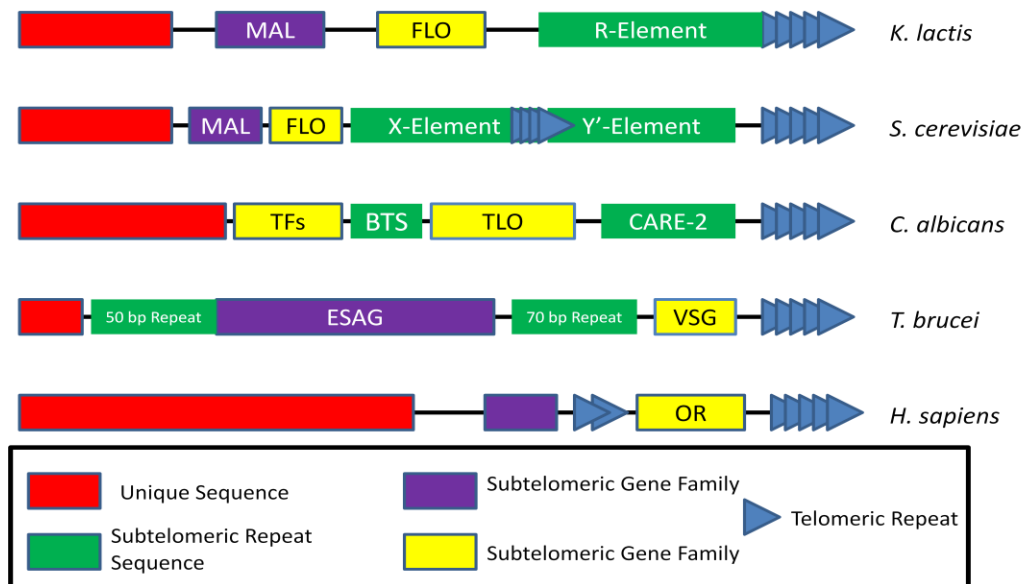 MAL FLO R-Element K. lactis
MAL FLO X-Element Y’-Element S. cerevisiae
TFs BTS TLO CARE-2 C. albicans
50 bp Repeat ESAG 70 bp Repeat VSG T. brucei
OR H. sapiens
Unique Sequence
Subtelomeric Repeat
Sequence
Subtelomeric Gene Family
Subtelomeric Gene Family
Telomeric Repeat